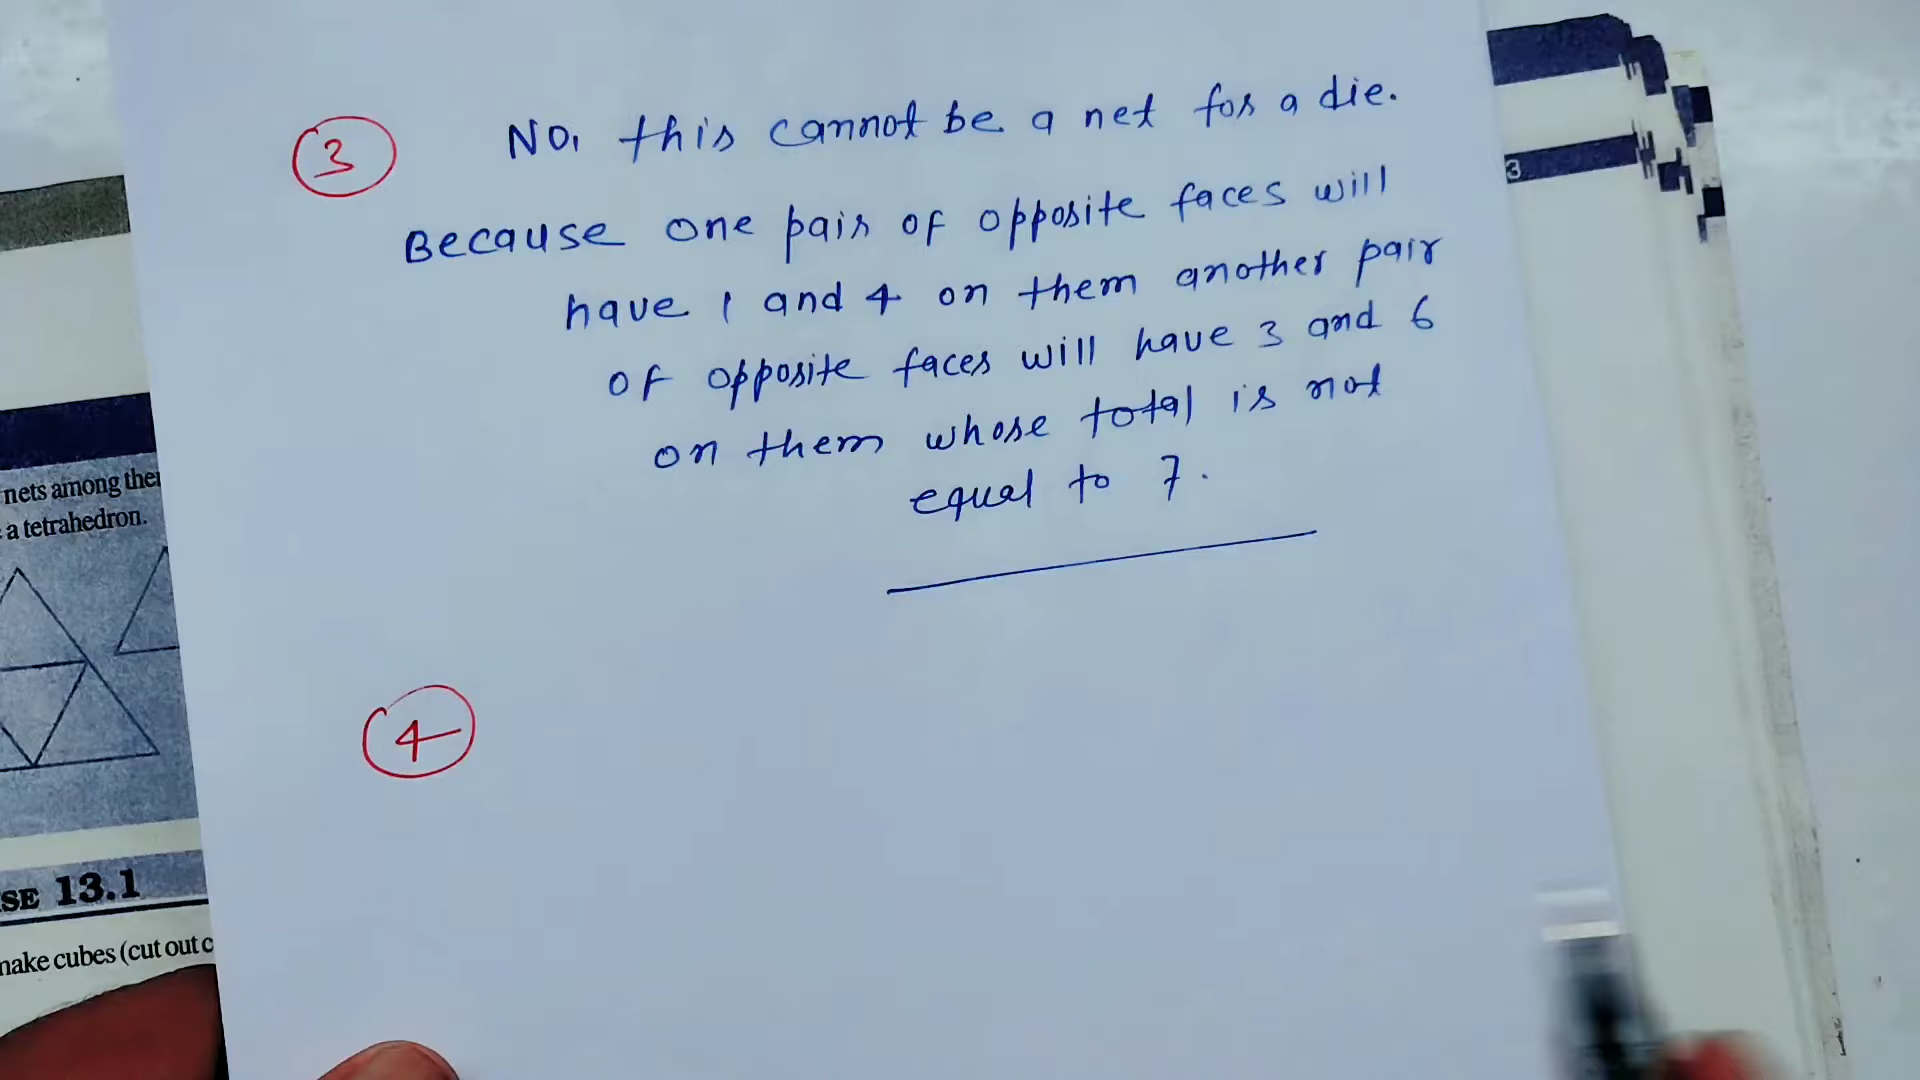 3 No, this cannot be a net for a die.
Because one pair of opposite faces will
have 1 and 4 on them another pair
of opposite faces will have 3 and 6
on them whose total is not
equal to 7.
4
nets among
a tetrahedron.
SE 13.1
make cubes (cut out
3